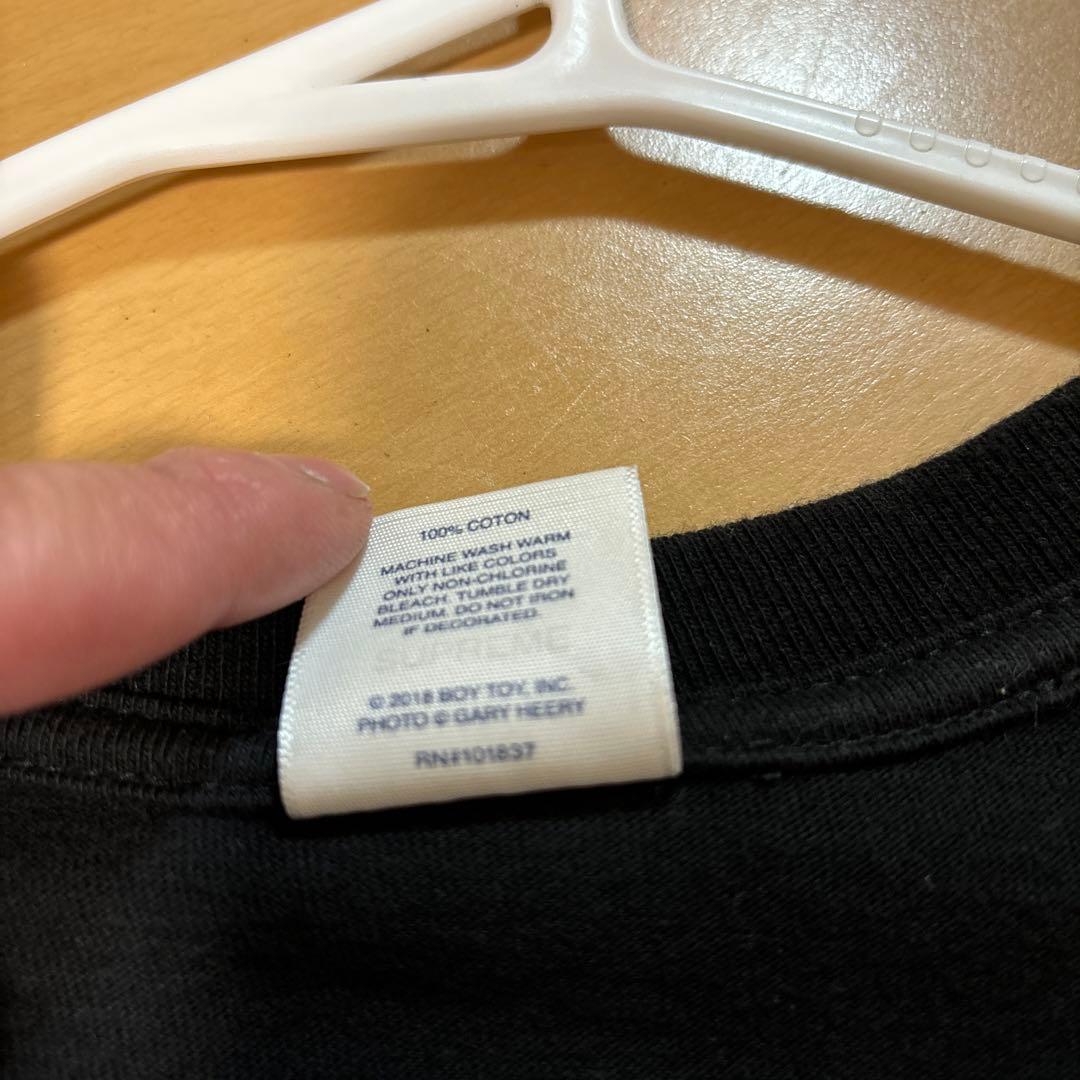 100% COTON
MACHINE WASH WARM
WITH LIKE COLORS
ONLY NON-CHLORINE
BLEACH. TUMBLE DRY
MEDIUM. DO NOT IRON
IF DECORATED.
SUPREME
© 2018 BOY TOY, INC.
PHOTO © GARY HEERY
RN#101837